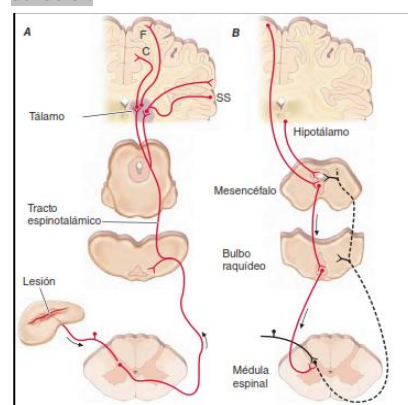 A
F
C
SS
Tálamo
Tracto
espinotalámico
Lesión
B
Hipotálamo
Mesencéfalo
Bulbo
raquídeo
Médula
espinal